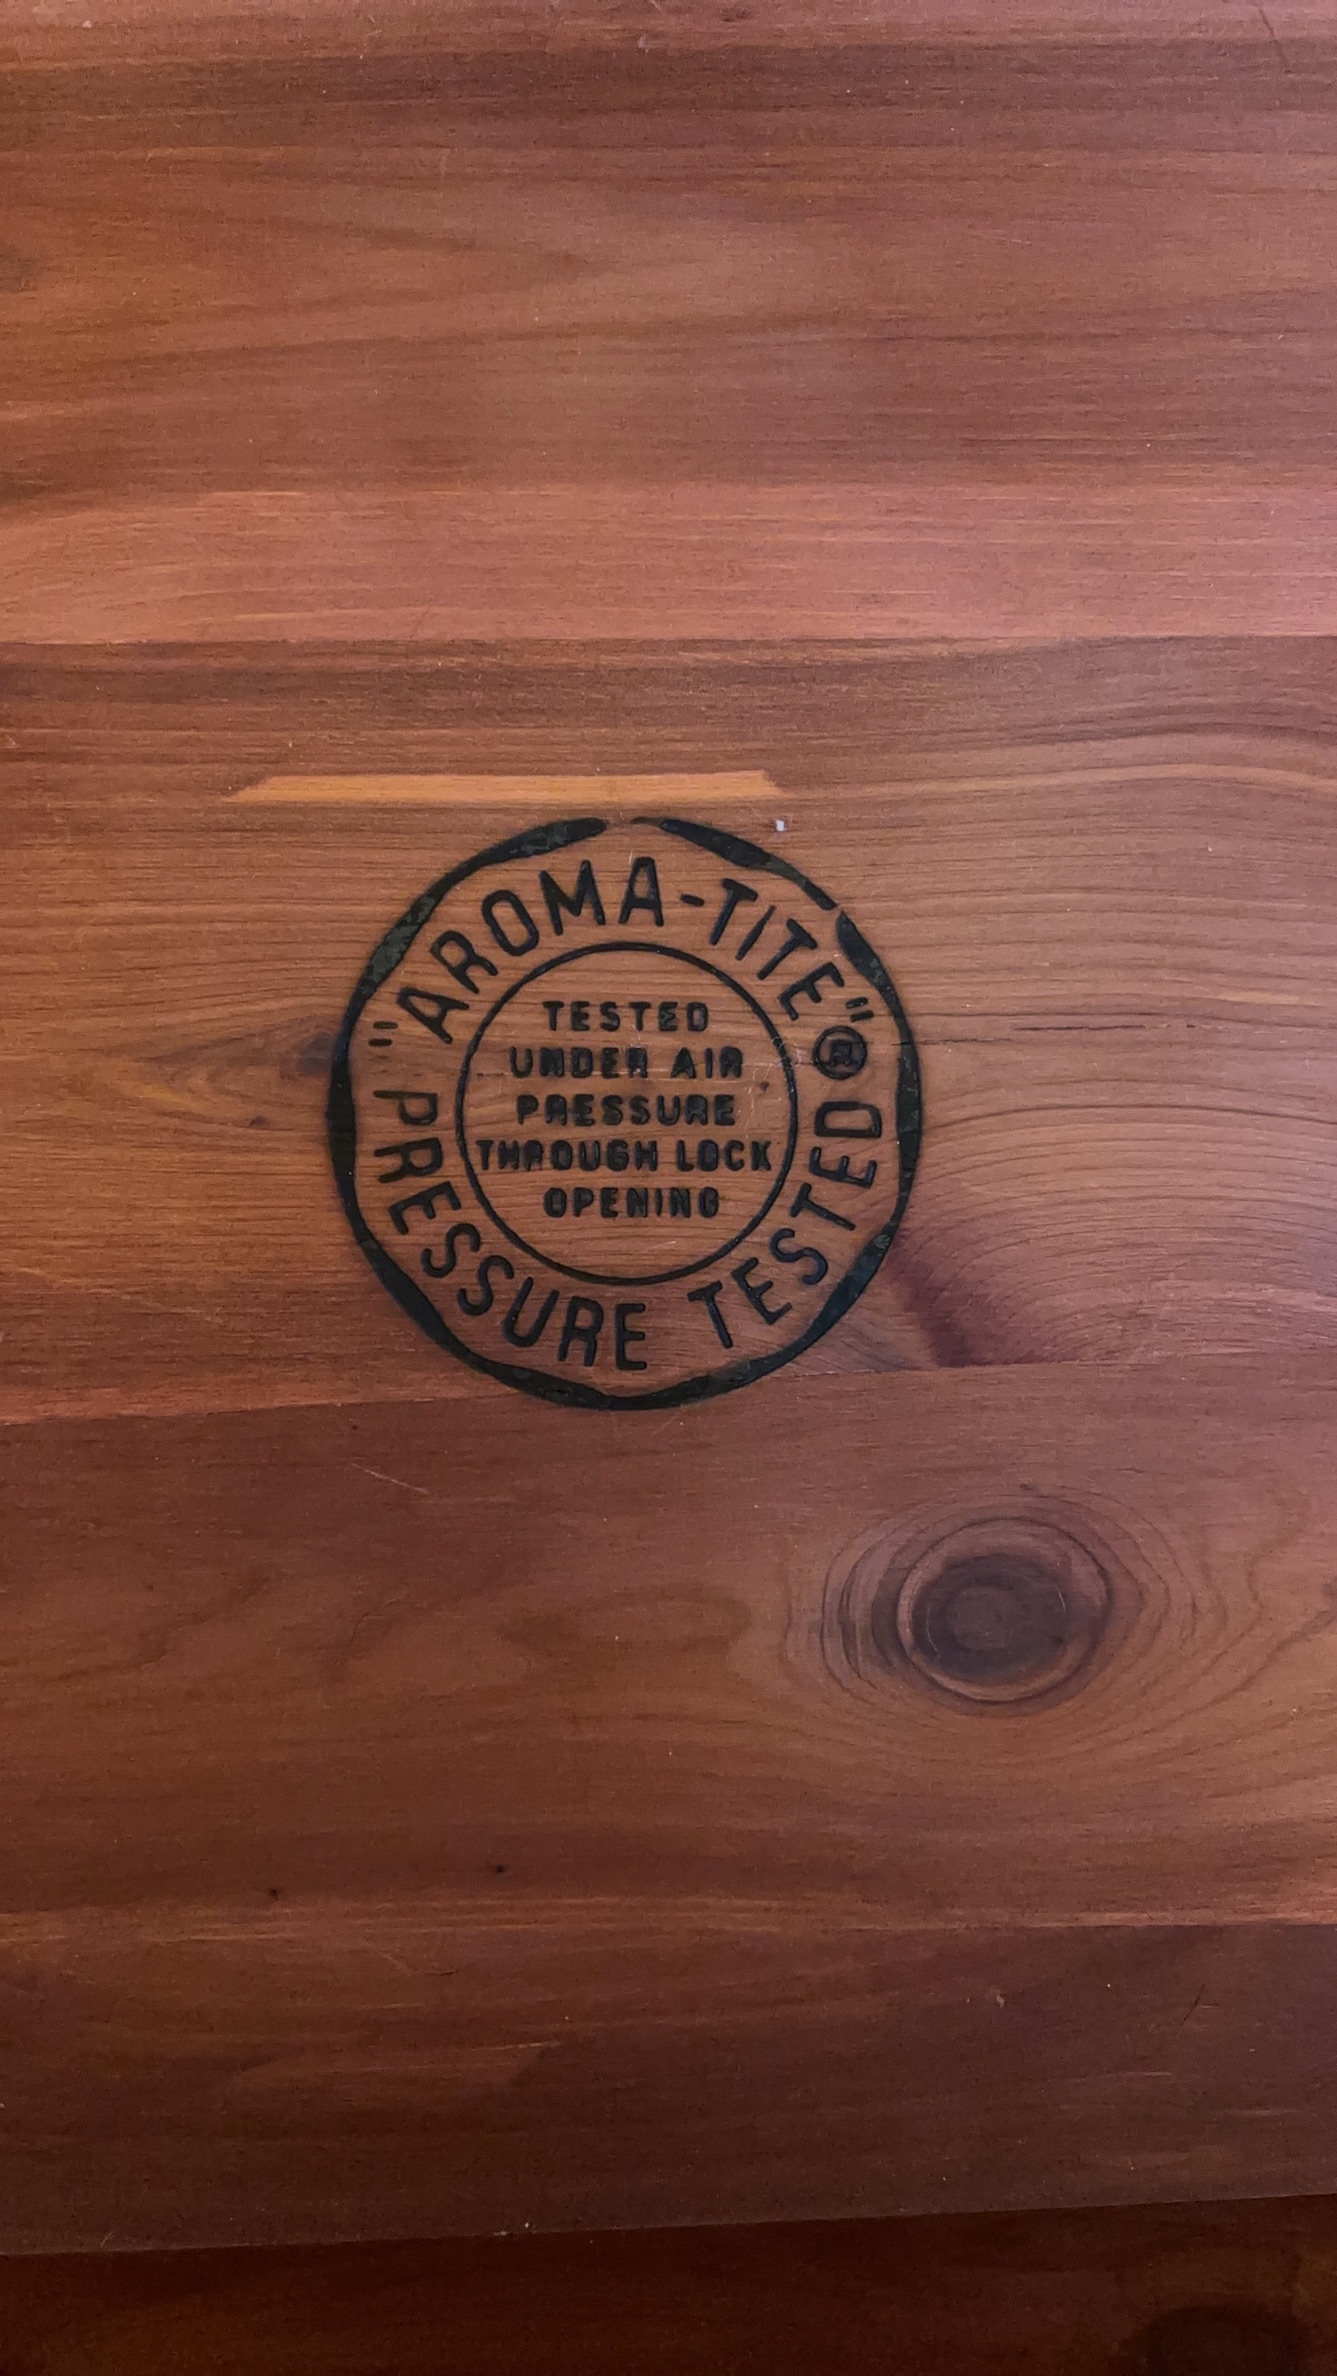 "AROMA-TITE"®
PRESSURE TESTED
TESTED
UNDER AIR
PRESSURE
THROUGH LOCK
OPENING